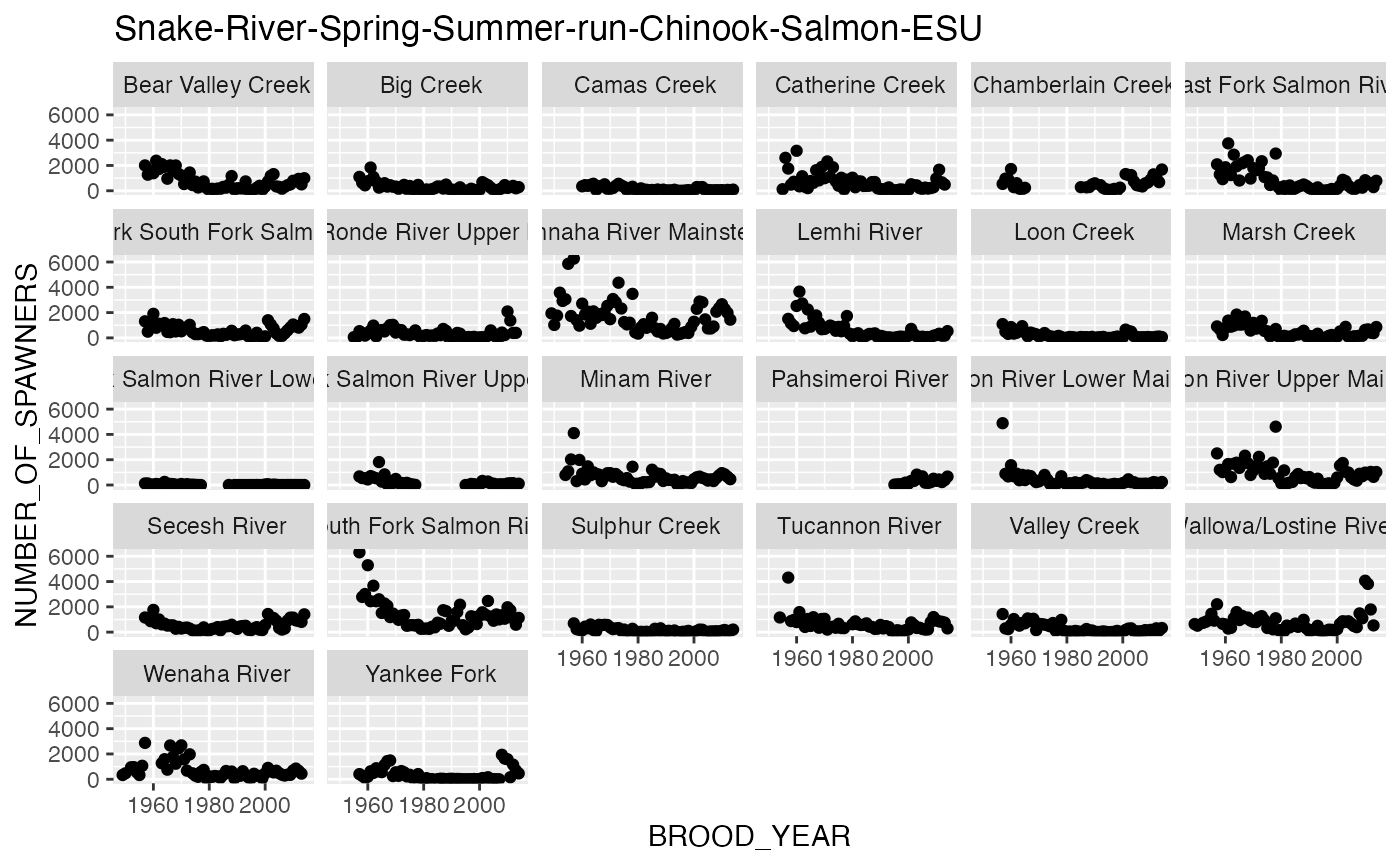 Snake-River-Spring-Summer-run-Chinook-Salmon-ESU
Bear Valley Creek Big Creek Camas Creek Catherine Creek Chamberlain Creek ast Fork Salmon Riv
6000
4000
2000
0
rk South Fork Salm Ronde River Upper nnaha River Mainste Lemhi River Loon Creek Marsh Creek
6000
4000
2000
0
Salmon River Lowe Salmon River Uppe Minam River Pahsimeroi River on River Lower Mai on River Upper Mai
6000
4000
2000
0
Secesh River outh Fork Salmon Ri Sulphur Creek Tucannon River Valley Creek Wallowa/Lostine Rive
6000
4000
2000
0
1960 1980 2000 1960 1980 2000 1960 1980 2000 1960 1980 2000
Wenaha River Yankee Fork
6000
4000
2000
0
1960 1980 2000 1960 1980 2000
NUMBER_OF_SPAWNERS
BROOD_YEAR